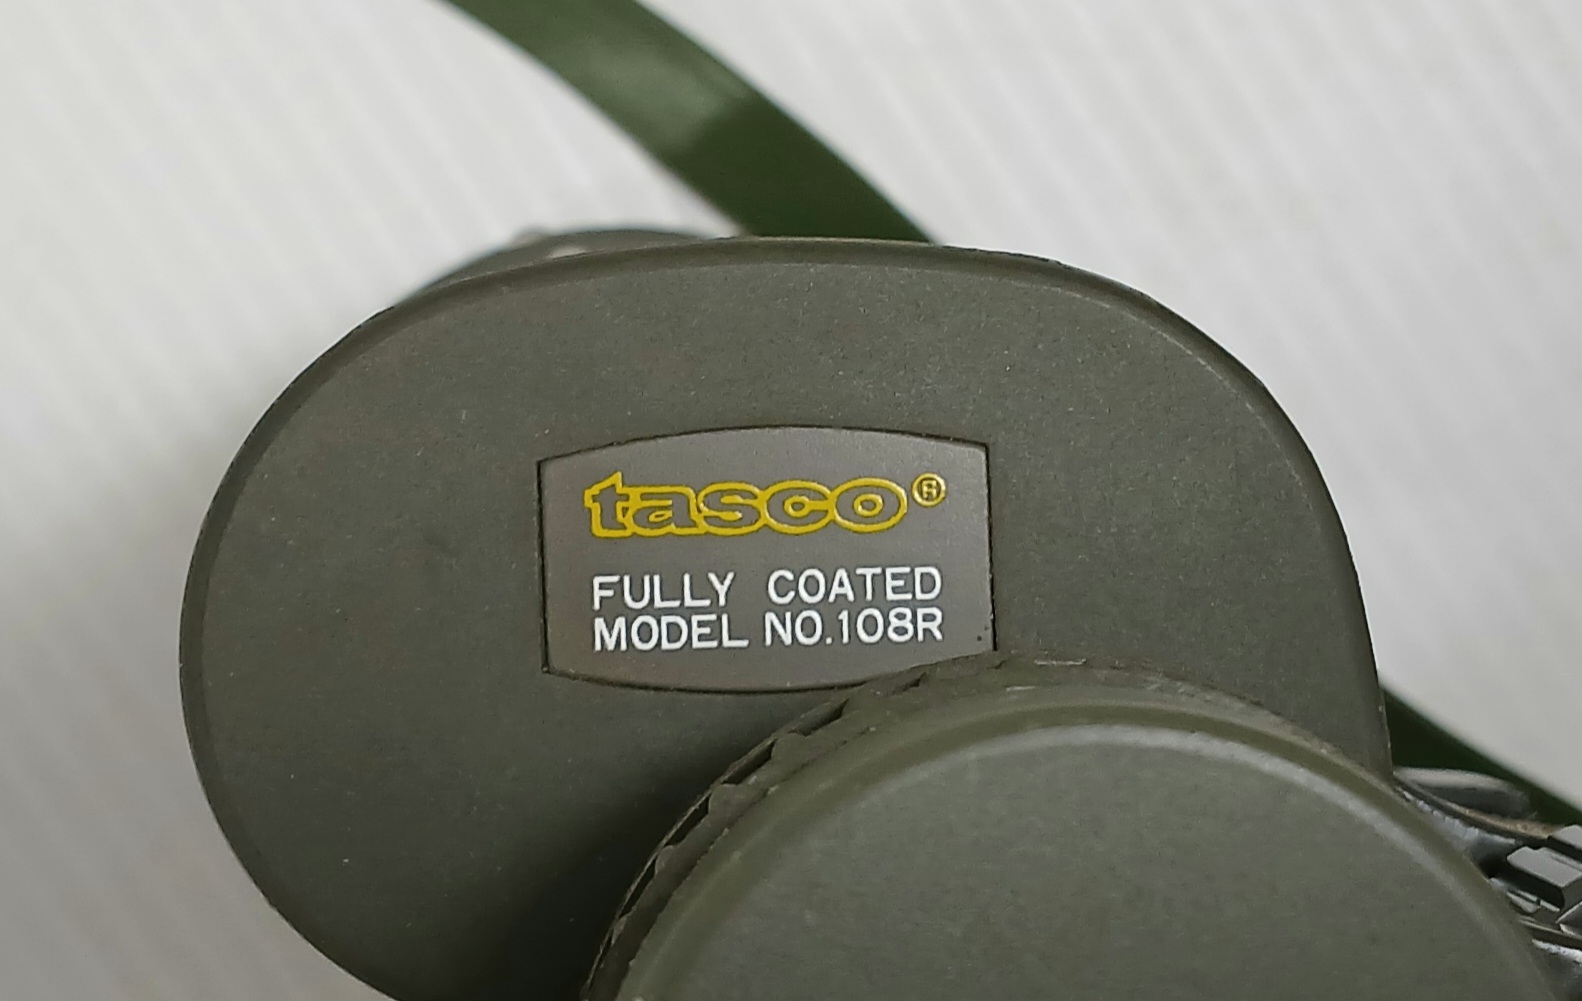 tasco®
FULLY COATED
MODEL NO.108R